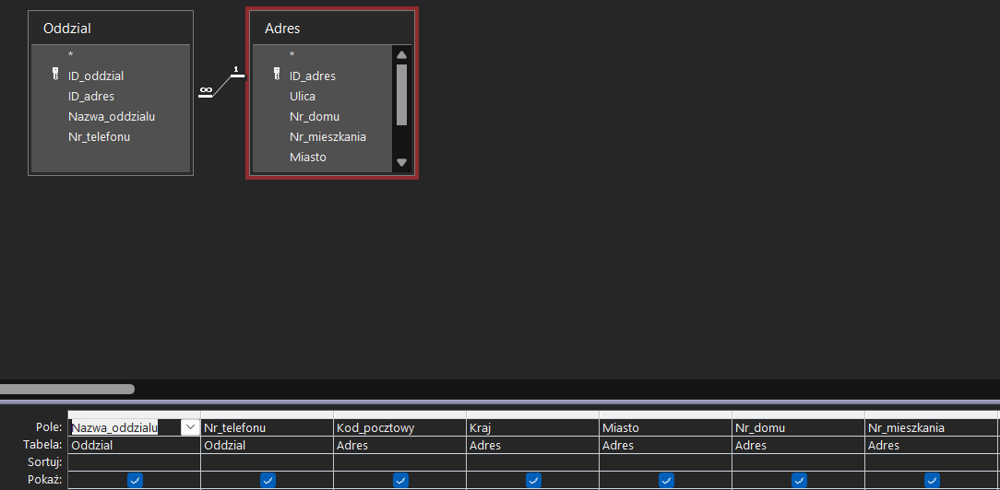 Oddzial
*
ID_oddzial
ID_adres
Nazwa_oddzialu
Nr_telefonu
∞ 1
Adres
*
ID_adres
Ulica
Nr_domu
Nr_mieszkania
Miasto
Pole: Nazwa_oddzialu Nr_telefonu Kod_pocztowy Kraj Miasto Nr_domu Nr_mieszkania
Tabela: Oddzial Oddzial Adres Adres Adres Adres Adres
Sortuj:
Pokaż: